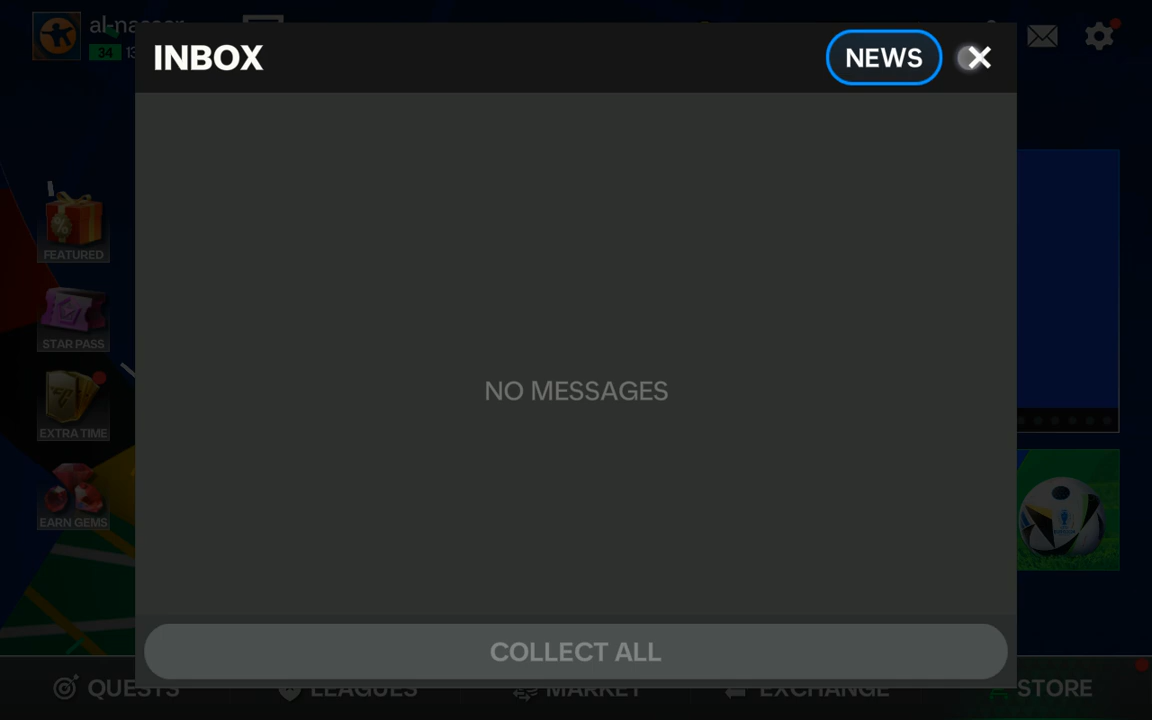 INBOX
NEWS
34
FEATURED
STAR PASS
EXTRA TIME
EARN GEMS
NO MESSAGES
COLLECT ALL
QUESTS
LEAGUES
MARKET
EXCHANGE
STORE